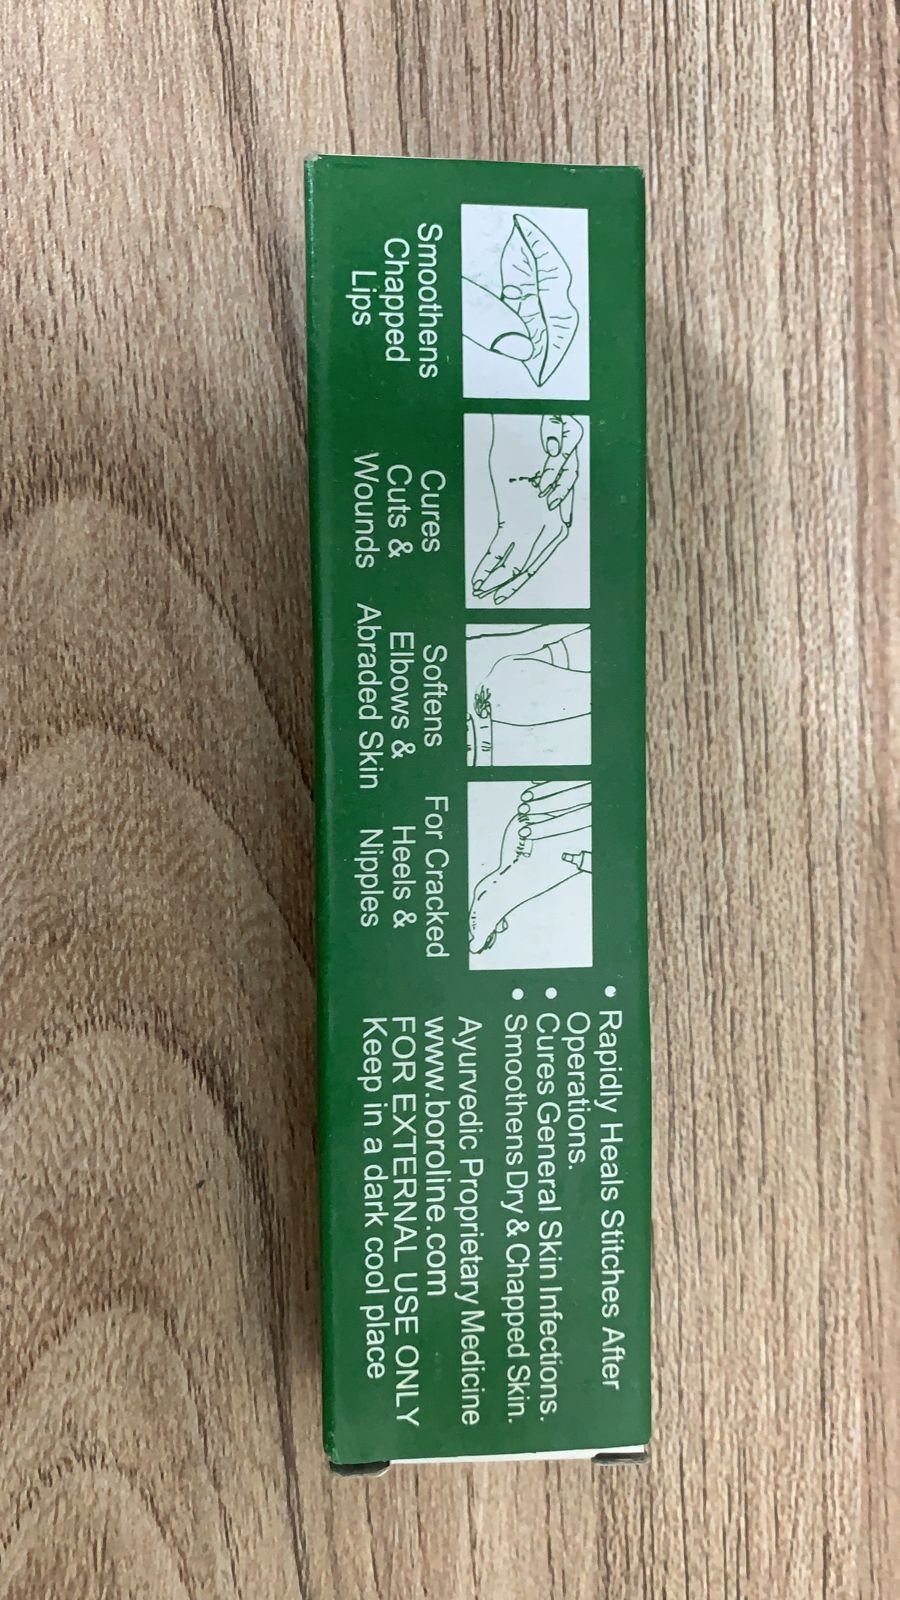 Smoothens
Chapped
Lips
Cures
Cuts &
Wounds
Softens
Elbows &
Abraded Skin
For Cracked
Heels &
Nipples
• Rapidly Heals Stitches After
Operations.
• Cures General Skin Infections.
• Smoothens Dry & Chapped Skin.
Ayurvedic Proprietary Medicine
www.boroline.com
FOR EXTERNAL USE ONLY
Keep in a dark cool place